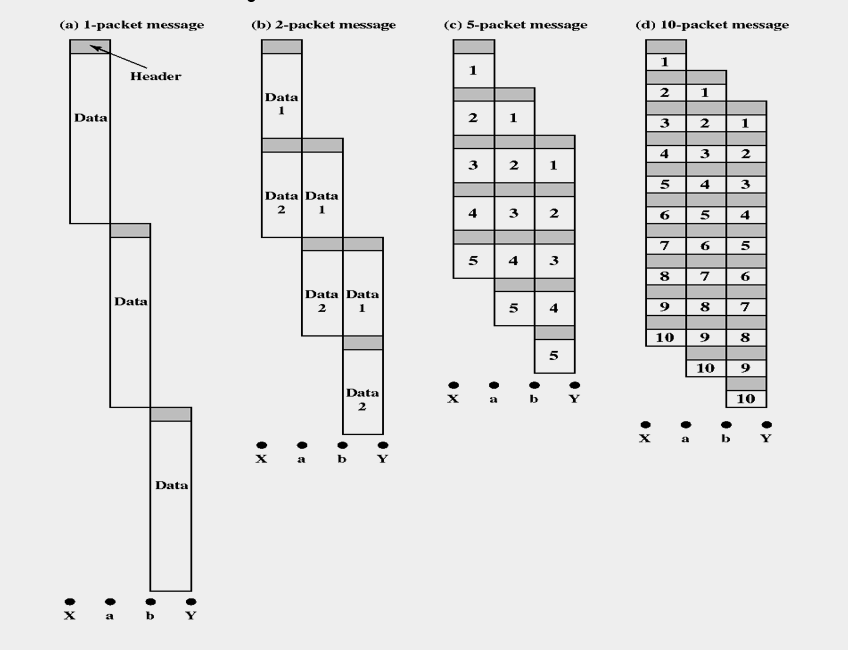 (a) 1-packet message
Header
Data
Data
Data
X a b Y
(b) 2-packet message
Data
1
Data Data
2 1
Data Data
2 1
Data
2
X a b Y
(c) 5-packet message
1
2 1
3 2 1
4 3 2
5 4 3
5 4
5
X a b Y
(d) 10-packet message
1
2 1
3 2 1
4 3 2
5 4 3
6 5 4
7 6 5
8 7 6
9 8 7
10 9 8
10 9
10
X a b Y